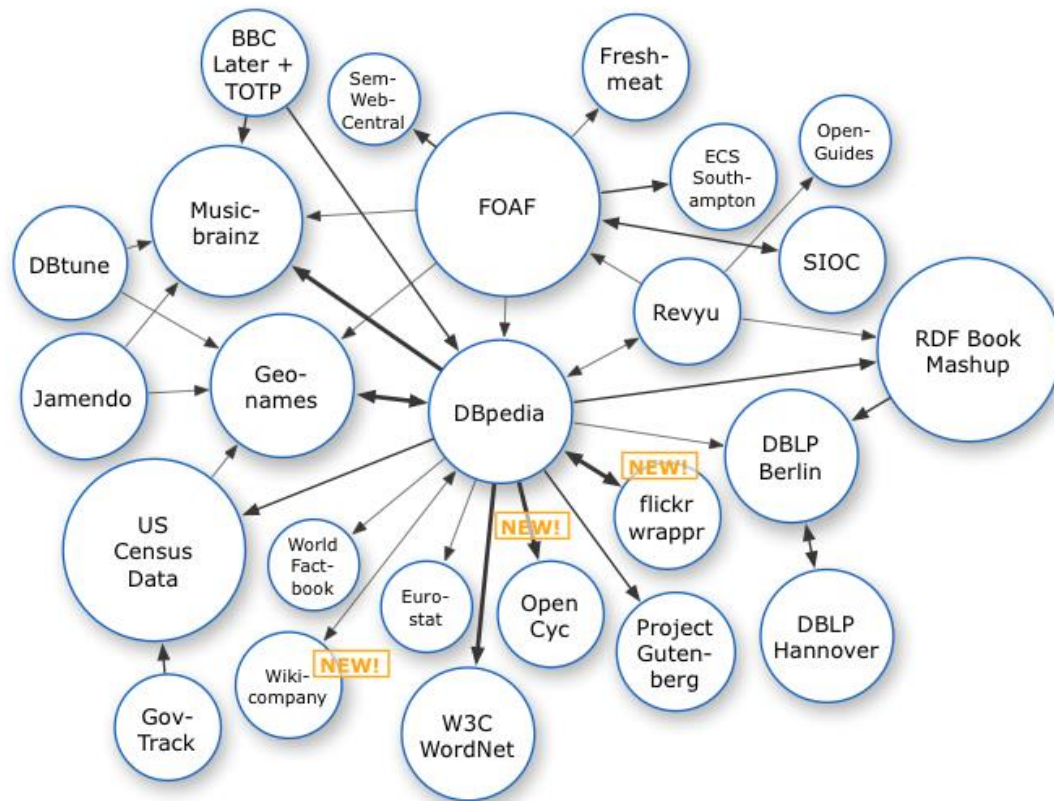 BBC
Later +
TOTP
Sem-
Web-
Central
Fresh-
meat
Open-
Guides
ECS
South-
ampton
FOAF
Music-
brainz
DBtune
SIOC
Revyu
RDF Book
Mashup
Geo-
names
Jamendo
DBpedia
DBLP
Berlin
NEW!
flickr
wrappr
NEW!
US
Census
Data
World
Fact-
book
Euro-
stat
Open
Cyc
Project
Guten-
berg
DBLP
Hannover
NEW!
Wiki-
company
Gov-
Track
W3C
WordNet